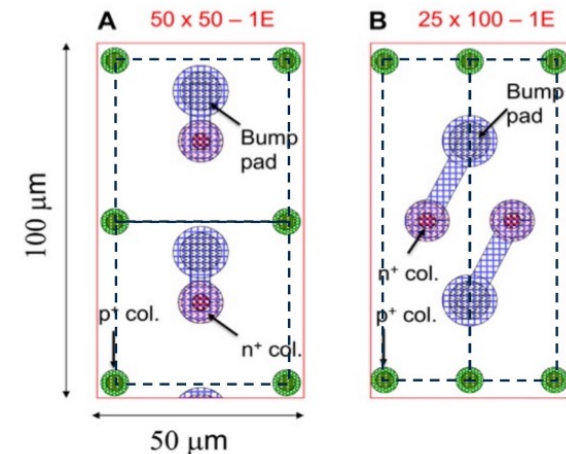 A 50 x 50 – 1E
Bump
pad
p⁺ col.
n⁺ col.
100 μm
50 μm
B 25 x 100 – 1E
Bump
pad
n⁺ col.
p⁺ col.